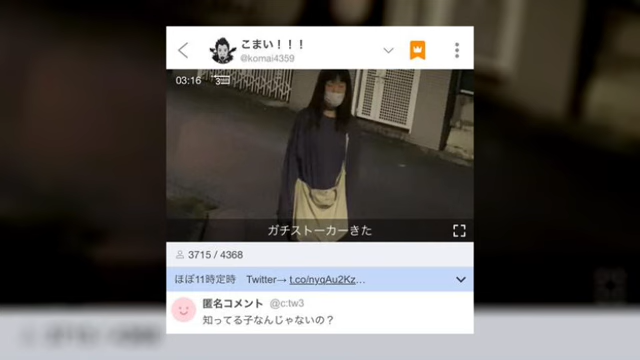 こまい！！！
@komai4359
03:16
3
ガチストーカーきた
3715 / 4368
ほぼ11時定時 Twitter→ t.co/nyqAu2Kz…
匿名コメント @c:tw3
知ってる子なんじゃないの？